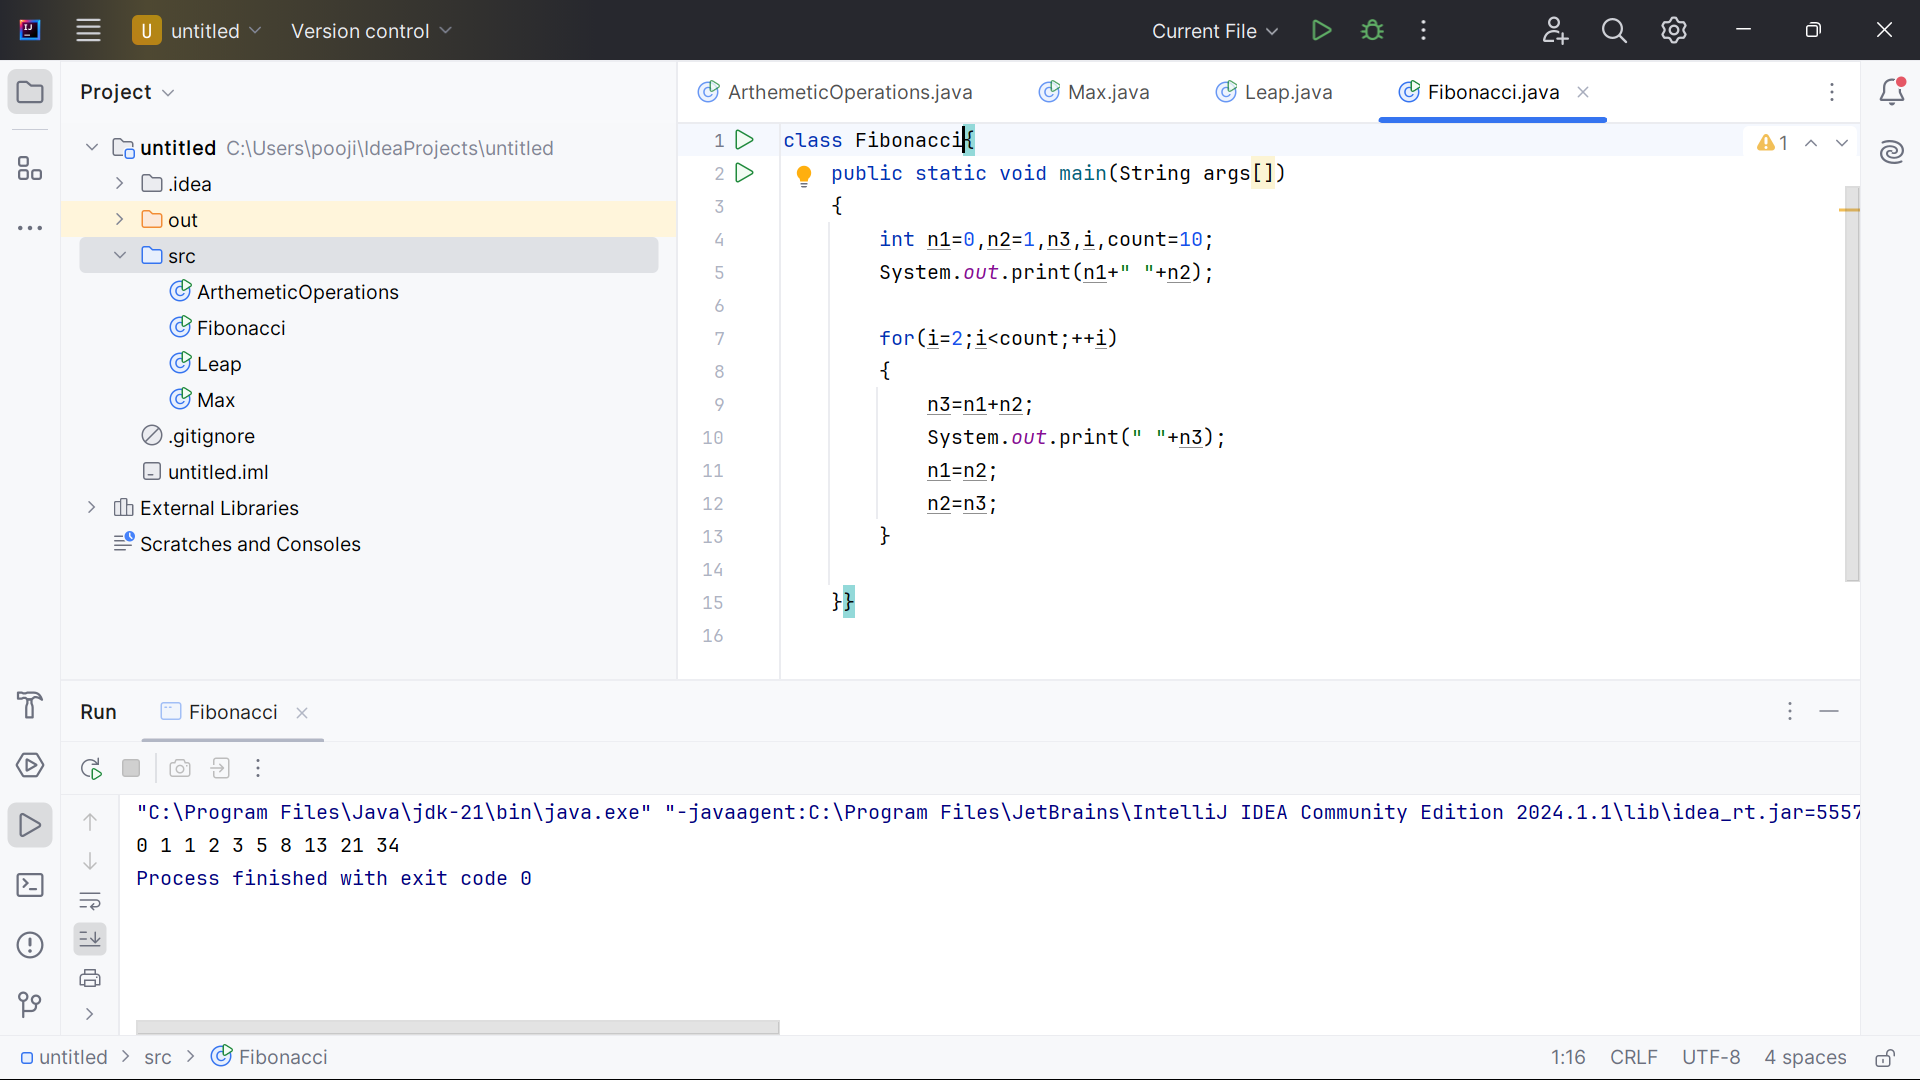 U untitled Version control Current File
Project
ArthemeticOperations.java Max.java Leap.java Fibonacci.java
untitled C:\Users\pooji\IdeaProjects\untitled
.idea
out
src
ArthemeticOperations
Fibonacci
Leap
Max
.gitignore
untitled.iml
External Libraries
Scratches and Consoles
1 class Fibonacci{
1
2 public static void main(String args[])
3 {
4 int n1=0,n2=1,n3,i,count=10;
5 System.out.print(n1+" "+n2);
6
7 for(i=2;i<count;++i)
8 {
9 n3=n1+n2;
10 System.out.print(" "+n3);
11 n1=n2;
12 n2=n3;
13 }
14
15 }}
16
Run Fibonacci
"C:\Program Files\Java\jdk-21\bin\java.exe" "-javaagent:C:\Program Files\JetBrains\IntelliJ IDEA Community Edition 2024.1.1\lib\idea_rt.jar=5557
0 1 1 2 3 5 8 13 21 34
Process finished with exit code 0
untitled > src > Fibonacci 1:16 CRLF UTF-8 4 spaces